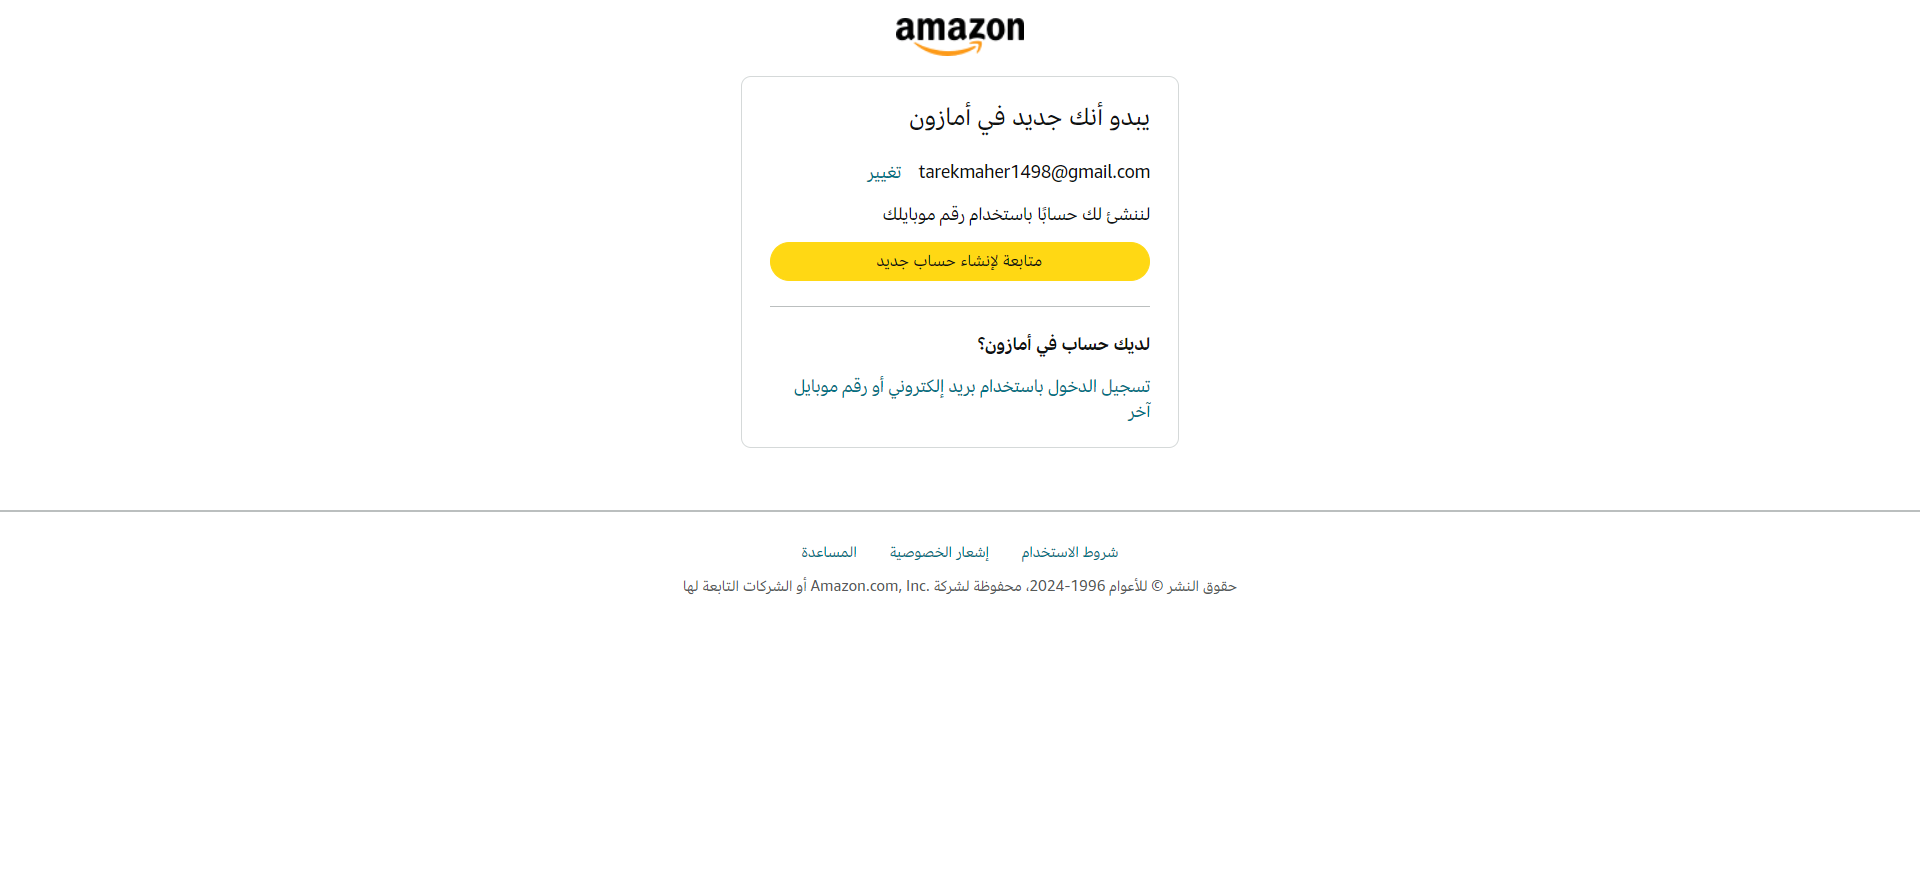 amazon
يبدو أنك جديد في أمازون
tarekmaher1498@gmail.com تغيير
لننشئ لك حسابًا باستخدام رقم موبايلك
متابعة لإنشاء حساب جديد
لديك حساب في أمازون؟
تسجيل الدخول باستخدام بريد إلكتروني أو رقم موبايل
آخر
شروط الاستخدام إشعار الخصوصية المساعدة
حقوق النشر © للأعوام 1996-2024، محفوظة لشركة Amazon.com, Inc. أو الشركات التابعة لها